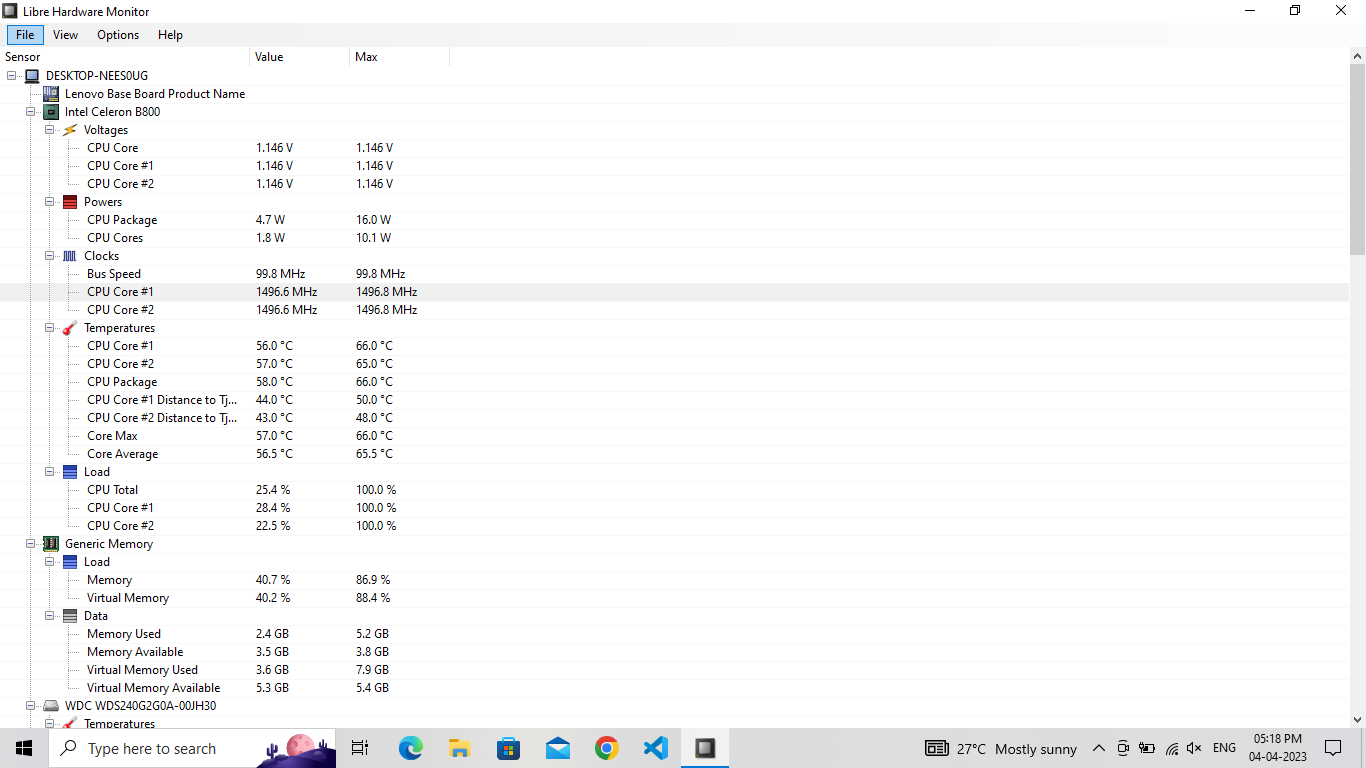 Libre Hardware Monitor
File View Options Help
Sensor Value Max
DESKTOP-NEES0UG
Lenovo Base Board Product Name
Intel Celeron B800
Voltages
CPU Core 1.146 V 1.146 V
CPU Core #1 1.146 V 1.146 V
CPU Core #2 1.146 V 1.146 V
Powers
CPU Package 4.7 W 16.0 W
CPU Cores 1.8 W 10.1 W
Clocks
Bus Speed 99.8 MHz 99.8 MHz
CPU Core #1 1496.6 MHz 1496.8 MHz
CPU Core #2 1496.6 MHz 1496.8 MHz
Temperatures
CPU Core #1 56.0 °C 66.0 °C
CPU Core #2 57.0 °C 65.0 °C
CPU Package 58.0 °C 66.0 °C
CPU Core #1 Distance to Tj... 44.0 °C 50.0 °C
CPU Core #2 Distance to Tj... 43.0 °C 48.0 °C
Core Max 57.0 °C 66.0 °C
Core Average 56.5 °C 65.5 °C
Load
CPU Total 25.4 % 100.0 %
CPU Core #1 28.4 % 100.0 %
CPU Core #2 22.5 % 100.0 %
Generic Memory
Load
Memory 40.7 % 86.9 %
Virtual Memory 40.2 % 88.4 %
Data
Memory Used 2.4 GB 5.2 GB
Memory Available 3.5 GB 3.8 GB
Virtual Memory Used 3.6 GB 7.9 GB
Virtual Memory Available 5.3 GB 5.4 GB
WDC WDS240G2G0A-00JH30
Temperatures
Type here to search 27°C Mostly sunny ENG 05:18 PM
04-04-2023